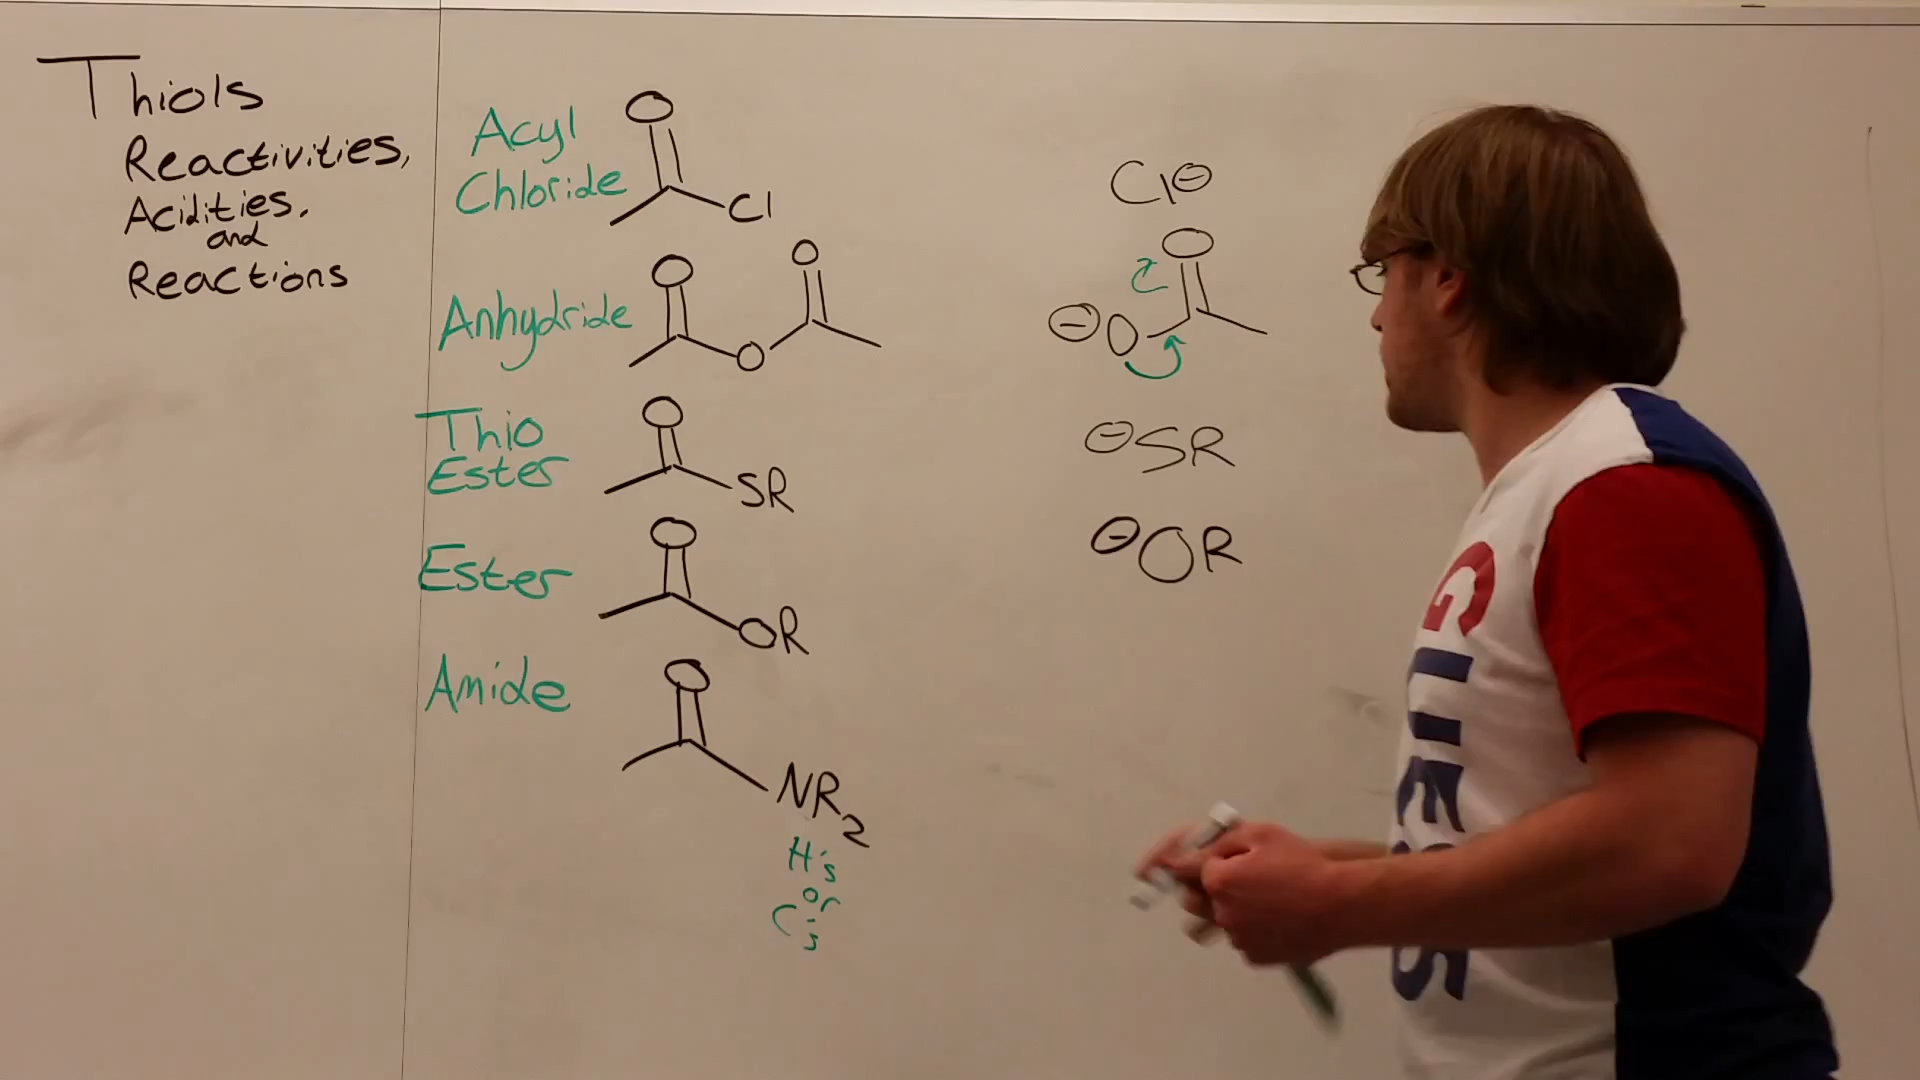 Thiols
Reactivities,
Acidities,
and
Reactions
Acyl
Chloride
O
Cl
Anhydride
O
O
O
Thio
Ester
O
SR
Ester
O
OR
Amide
O
NR2
H's
or
C's
Cl⊖
O
⊖O
⊖SR
⊖OR
GUESS